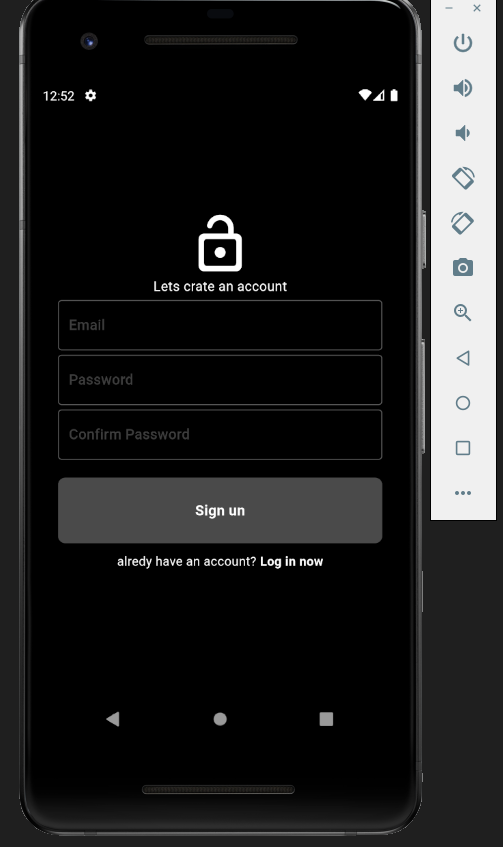 12:52
Lets crate an account
Email
Password
Confirm Password
Sign un
alredy have an account? Log in now